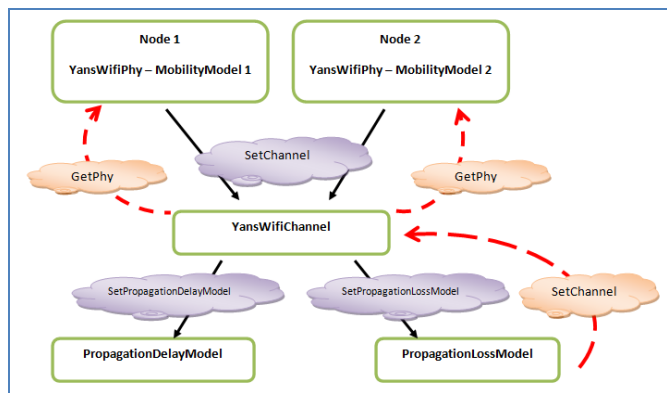 Node 1
YansWifiPhy – MobilityModel 1
Node 2
YansWifiPhy – MobilityModel 2
SetChannel
GetPhy
GetPhy
YansWifiChannel
SetPropagationDelayModel
SetPropagationLossModel
SetChannel
PropagationDelayModel
PropagationLossModel